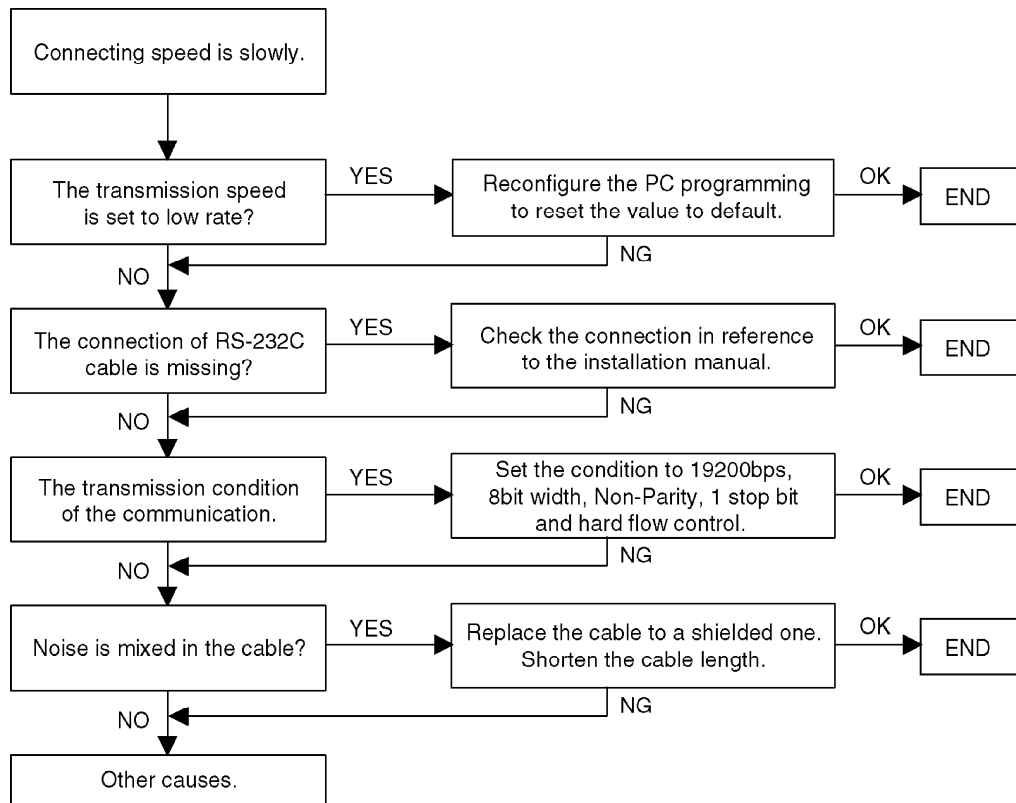 Connecting speed is slowly.
The transmission speed
is set to low rate?
YES
Reconfigure the PC programming
to reset the value to default.
OK
END
NG
NO
The connection of RS-232C
cable is missing?
YES
Check the connection in reference
to the installation manual.
OK
END
NG
NO
The transmission condition
of the communication.
YES
Set the condition to 19200bps,
8bit width, Non-Parity, 1 stop bit
and hard flow control.
OK
END
NG
NO
Noise is mixed in the cable?
YES
Replace the cable to a shielded one.
Shorten the cable length.
OK
END
NG
NO
Other causes.